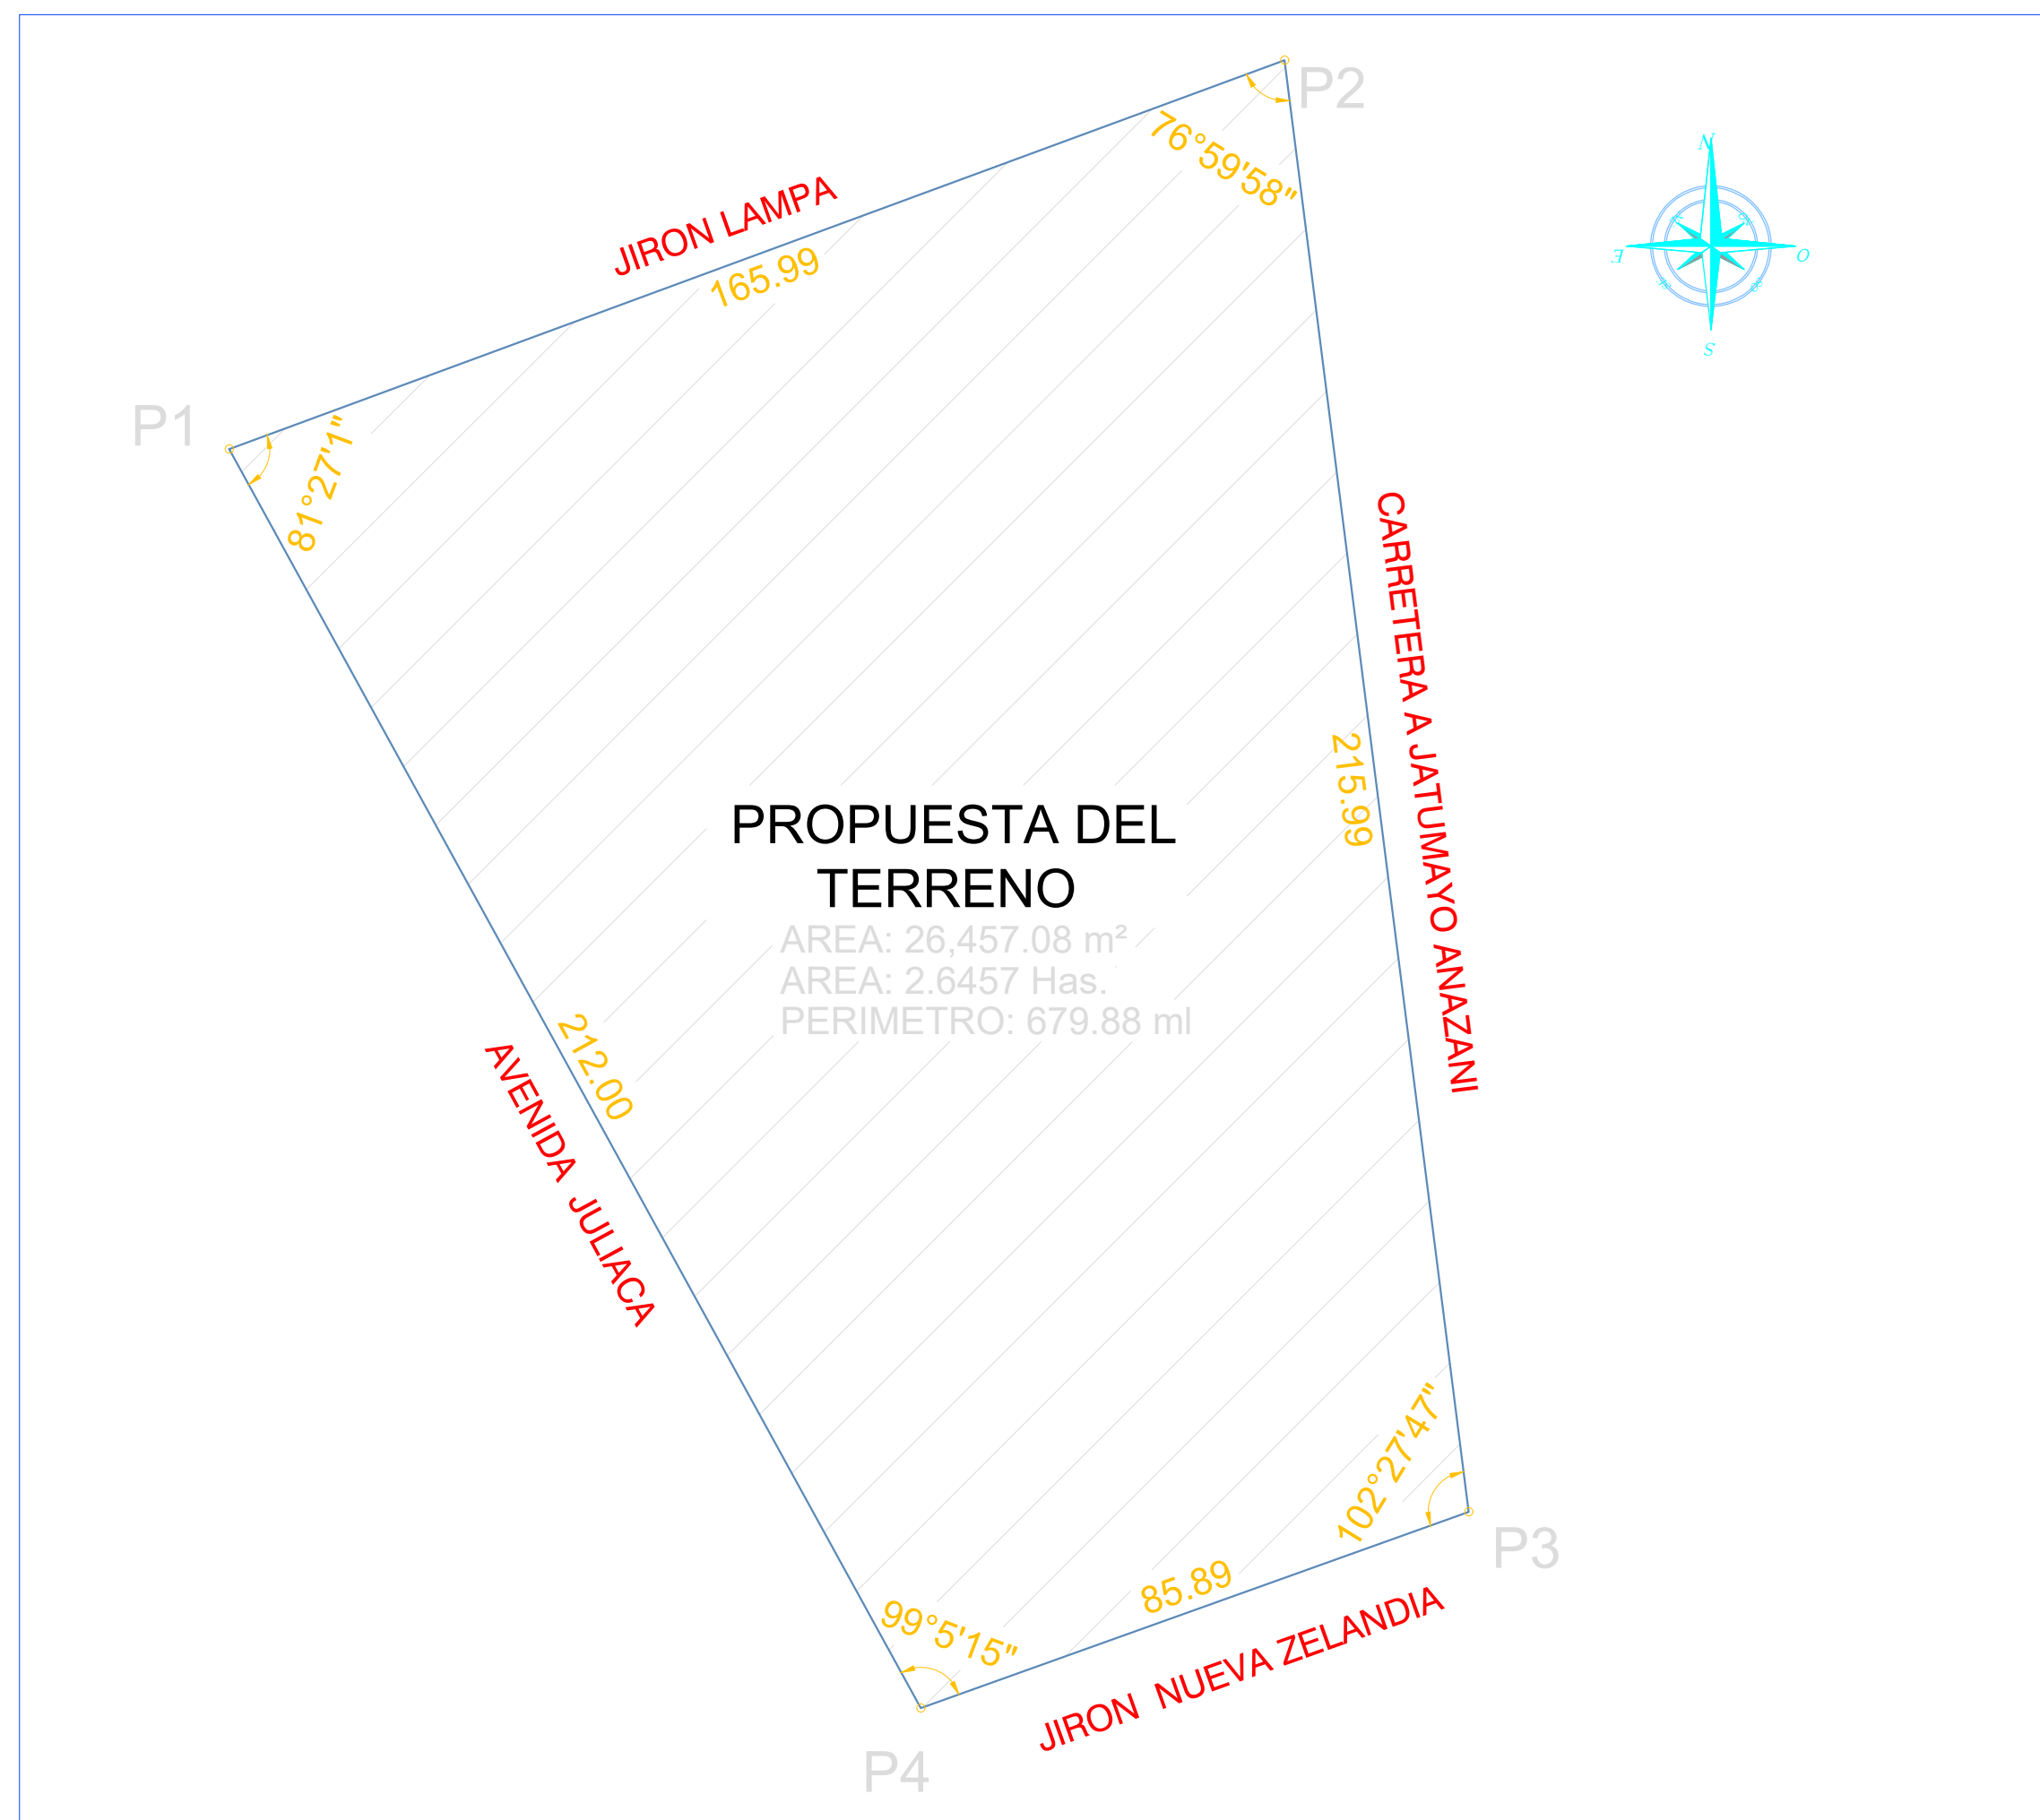 P2
N
JIRON LAMPA
76°59'58"
165.99
E
O
S
P1
81°27'1"
CARRETERA A JATUMAYO ANAZANI
215.99
PROPUESTA DEL
TERRENO
AREA: 26,457.08 m²
AREA: 2.6457 Has.
PERIMETRO: 679.88 ml
212.00
AVENIDA JULIACA
102°27'47"
P3
85.89
99°5'15"
JIRON NUEVA ZELANDIA
P4